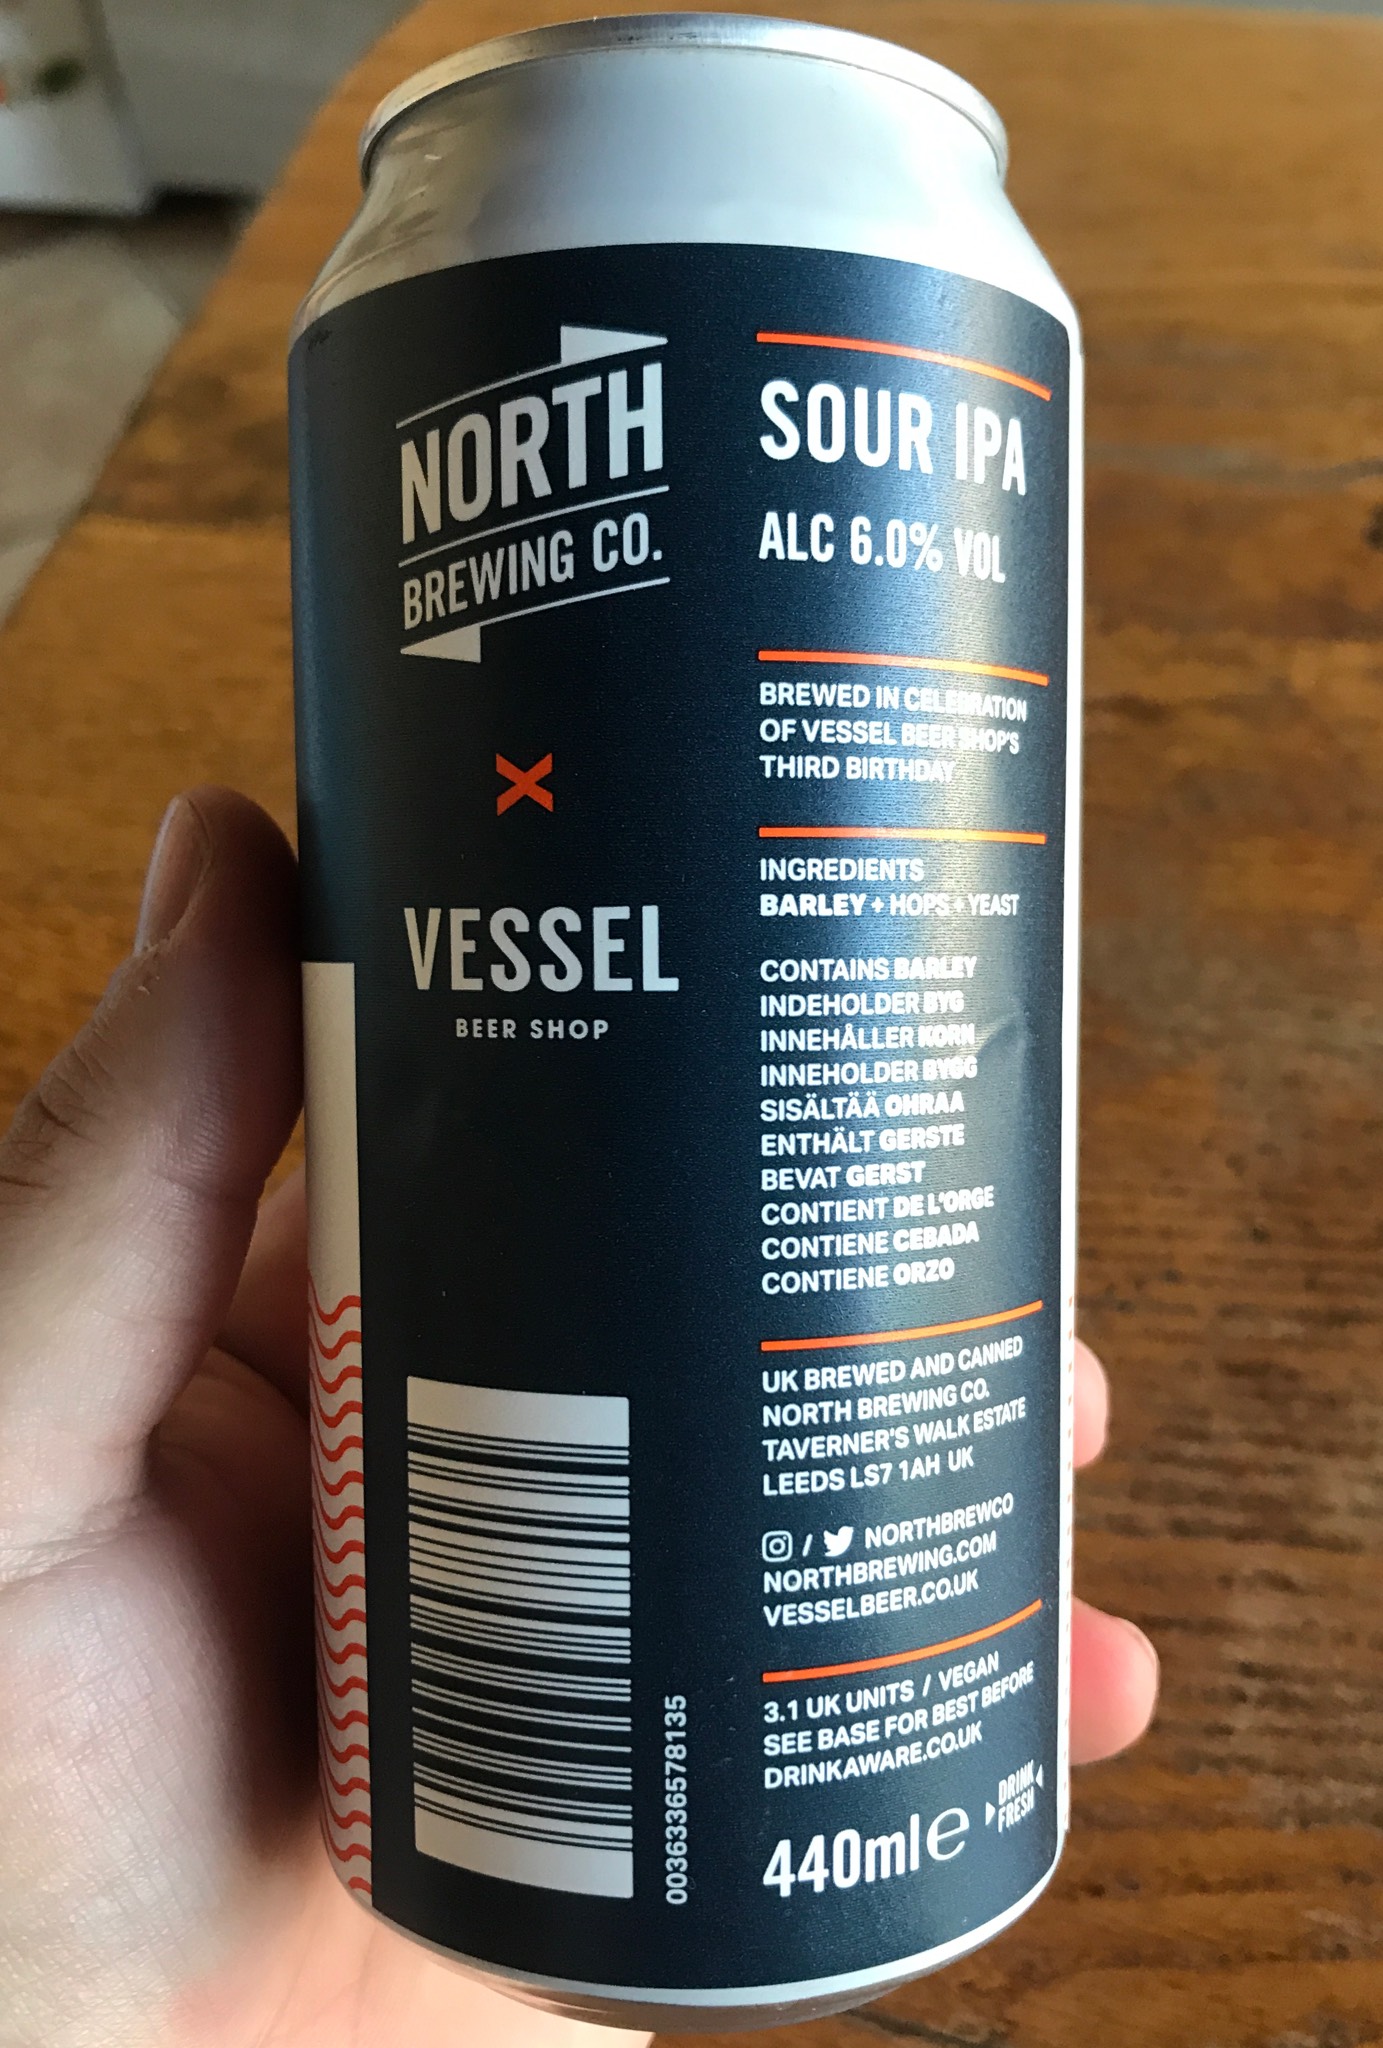 NORTH
BREWING CO.
X
VESSEL
BEER SHOP
0036336578135
SOUR IPA
ALC 6.0% VOL
BREWED IN CELEBRATION
OF VESSEL BEER SHOP'S
THIRD BIRTHDAY
INGREDIENTS
BARLEY + HOPS + YEAST
CONTAINS BARLEY
INDEHOLDER BYG
INNEHÅLLER KORN
INNEHOLDER BYGG
SISÄLTÄÄ OHRAA
ENTHÄLT GERSTE
BEVAT GERST
CONTIENT DE L'ORGE
CONTIENE CEBADA
CONTIENE ORZO
UK BREWED AND CANNED
NORTH BREWING CO.
TAVERNER'S WALK ESTATE
LEEDS LS7 1AH UK
/ NORTHBREWCO
NORTHBREWING.COM
VESSELBEER.CO.UK
3.1 UK UNITS / VEGAN
SEE BASE FOR BEST BEFORE
DRINKAWARE.CO.UK
440ml e
DRINK
FRESH